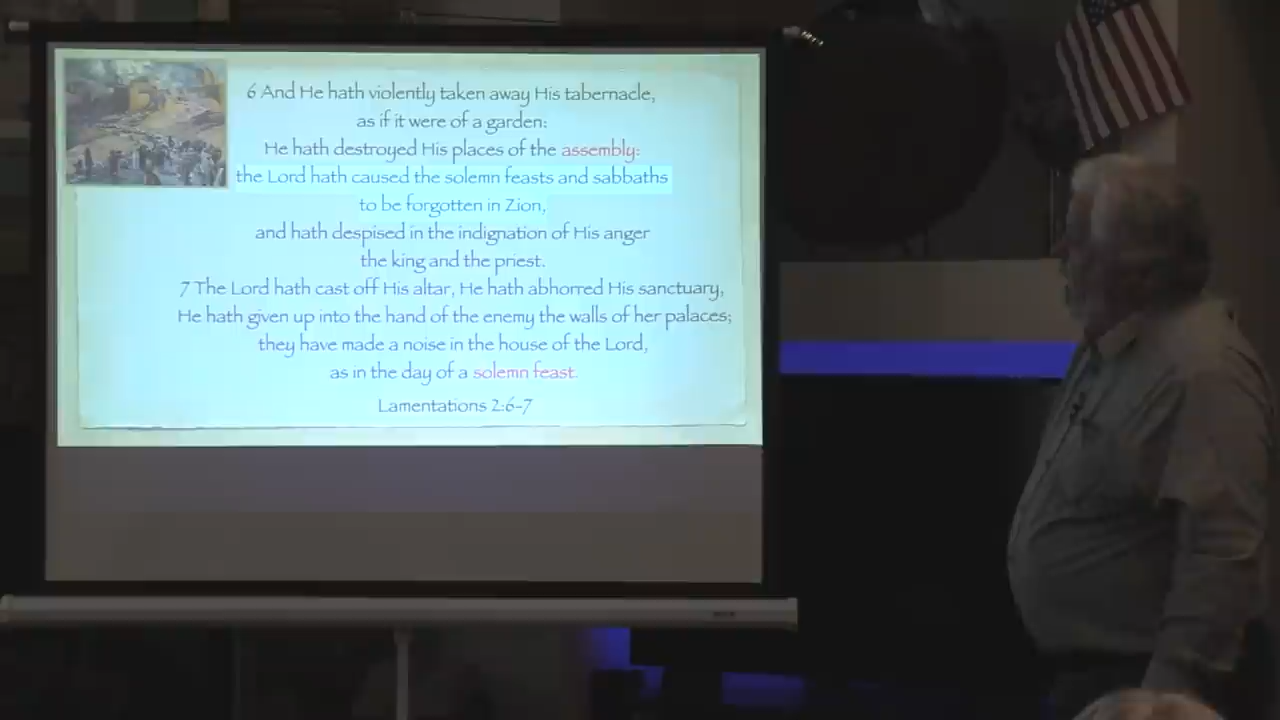 6 And He hath violently taken away His tabernacle,
as if it were of a garden:
He hath destroyed His places of the assembly:
the Lord hath caused the solemn feasts and sabbaths
to be forgotten in Zion,
and hath despised in the indignation of His anger
the king and the priest.
7 The Lord hath cast off His altar, He hath abhorred His sanctuary,
He hath given up into the hand of the enemy the walls of her palaces;
they have made a noise in the house of the Lord,
as in the day of a solemn feast.
Lamentations 2:6-7